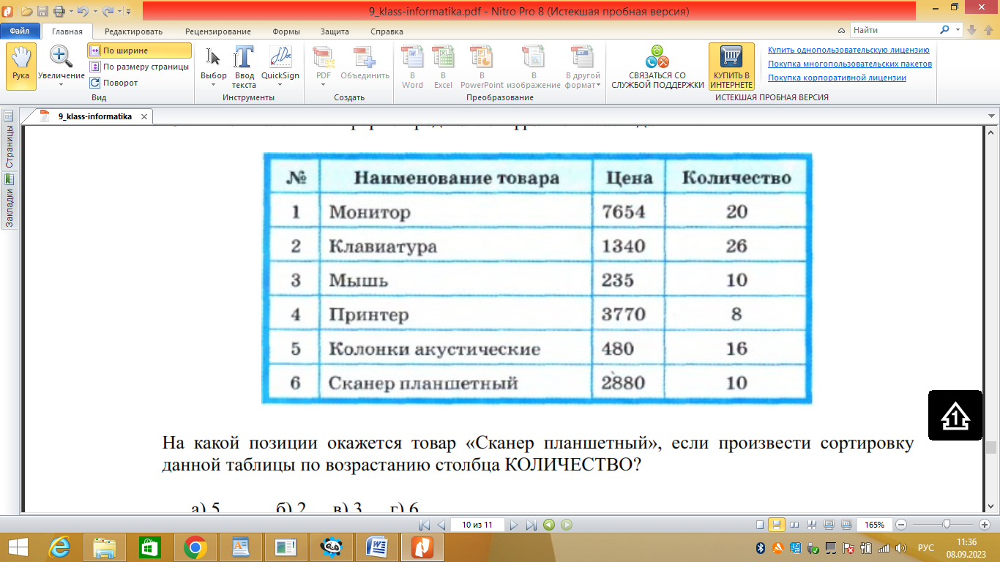 9_klass-informatika.pdf - Nitro Pro 8 (Истекшая пробная версия)
Файл Главная Редактировать Рецензирование Формы Защита Справка Найти
Рука Увеличение По ширине По размеру страницы Поворот
Вид
Выбор Ввод текста QuickSign
Инструменты
PDF Объединить
Создать
В Word В Excel В PowerPoint В изображение В другой формат
Преобразование
СВЯЗАТЬСЯ СО СЛУЖБОЙ ПОДДЕРЖКИ КУПИТЬ В ИНТЕРНЕТЕ
Купить однопользовательскую лицензию
Покупка многопользовательских пакетов
Покупка корпоративной лицензии
ИСТЕКШАЯ ПРОБНАЯ ВЕРСИЯ
9_klass-informatika
Страницы
Закладки
№ Наименование товара Цена Количество
1 Монитор 7654 20
2 Клавиатура 1340 26
3 Мышь 235 10
4 Принтер 3770 8
5 Колонки акустические 480 16
6 Сканер планшетный 2880 10
На какой позиции окажется товар «Сканер планшетный», если произвести сортировку
данной таблицы по возрастанию столбца КОЛИЧЕСТВО?
а) 5 б) 2 в) 3 г) 6
10 из 11 165%
РУС 11:36
08.09.2023